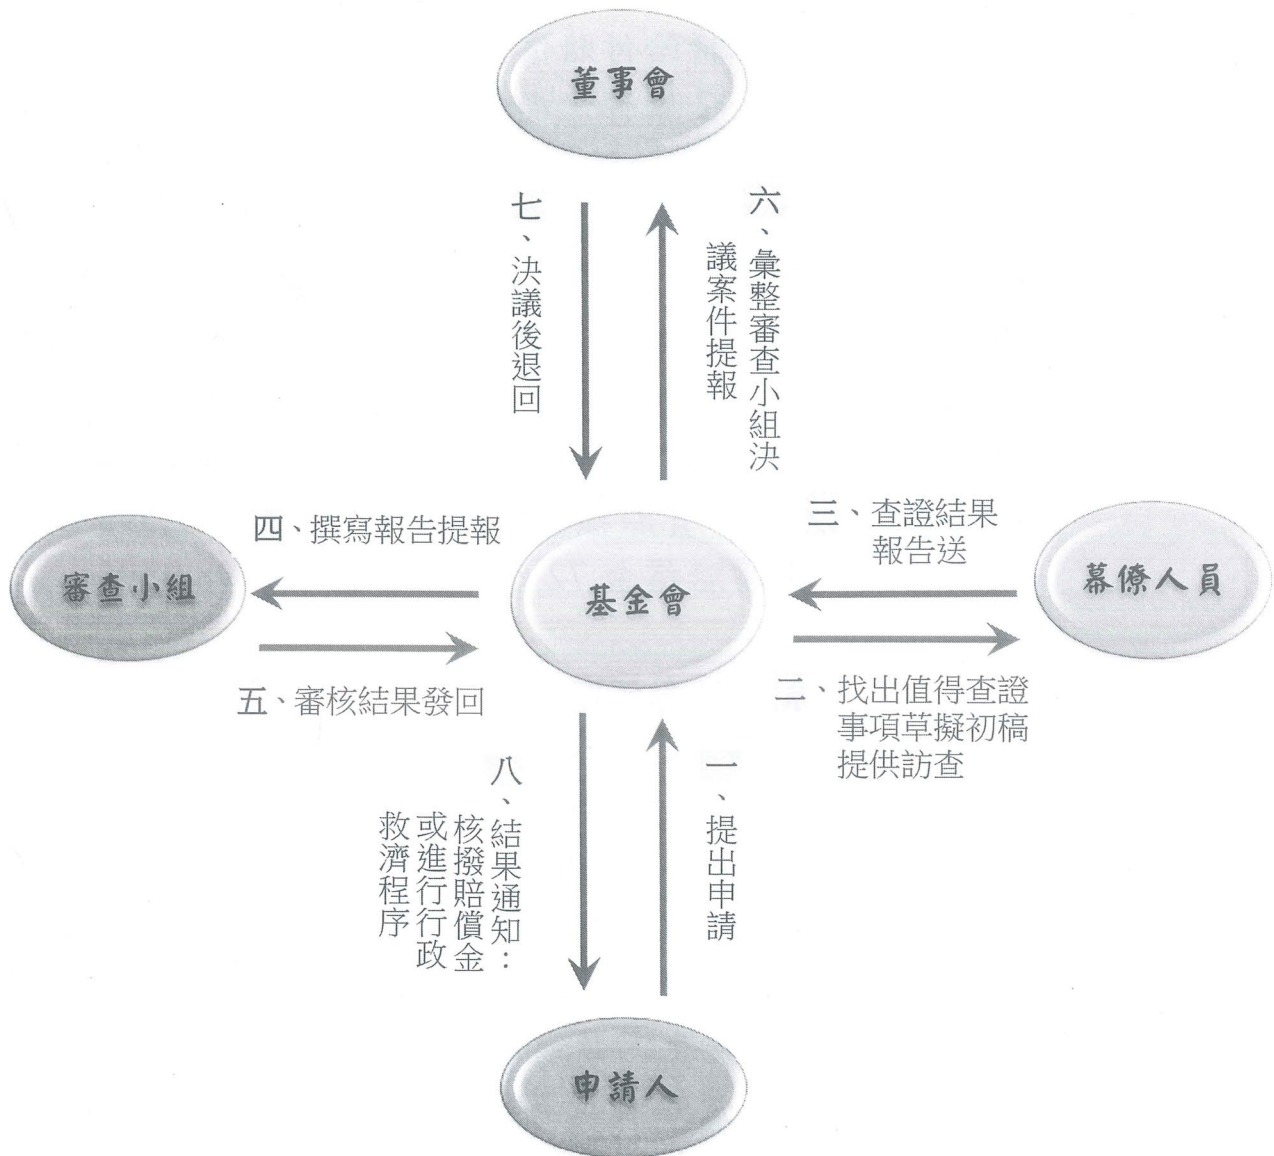 董事會
七、決議後退回
六、彙整審查小組決
議案件提報
四、撰寫報告提報
三、查證結果
報告送
審查小組
基金會
幕僚人員
五、審核結果發回
二、找出值得查證
事項草擬初稿
提供訪查
八、結果通知：
核撥賠償金
或進行行政
救濟程序
一、提出申請
申請人